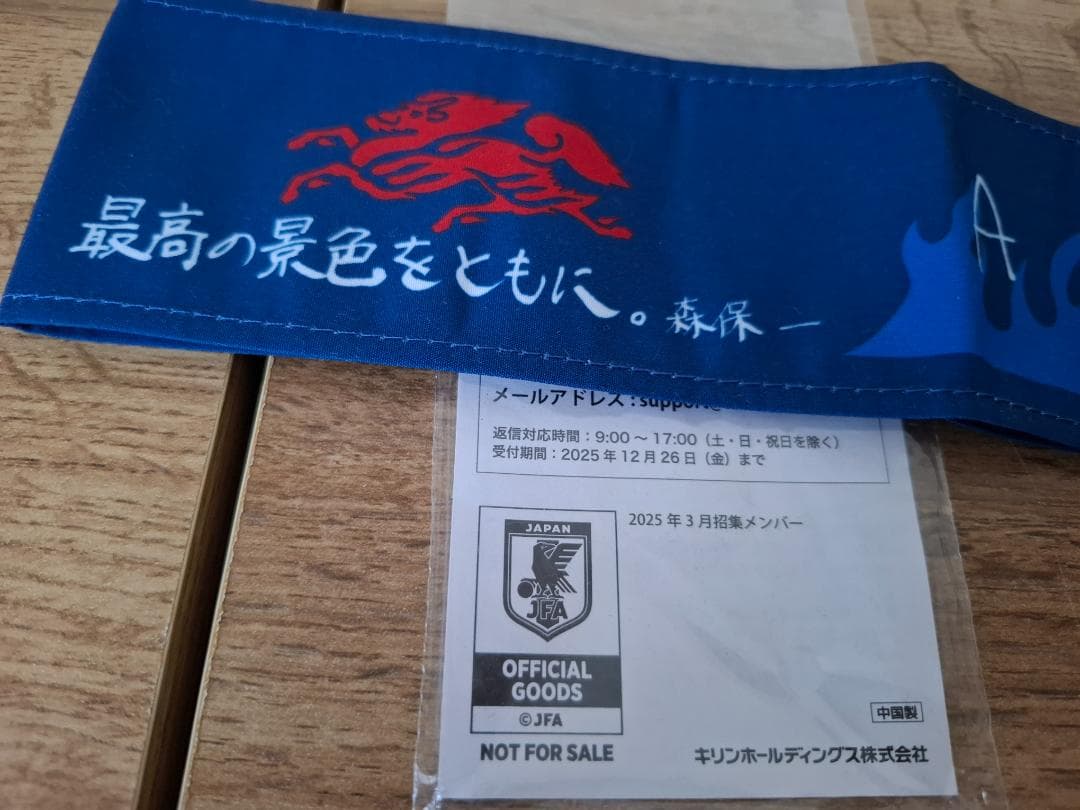 最高の景色をともに。森保 一
A
メールアドレス:support@
返信対応時間:9:00～17:00(土・日・祝日を除く)
受付期間:2025年12月26日(金)まで
2025年3月招集メンバー
JAPAN
JFA
OFFICIAL
GOODS
©JFA
NOT FOR SALE
中国製
キリンホールディングス株式会社